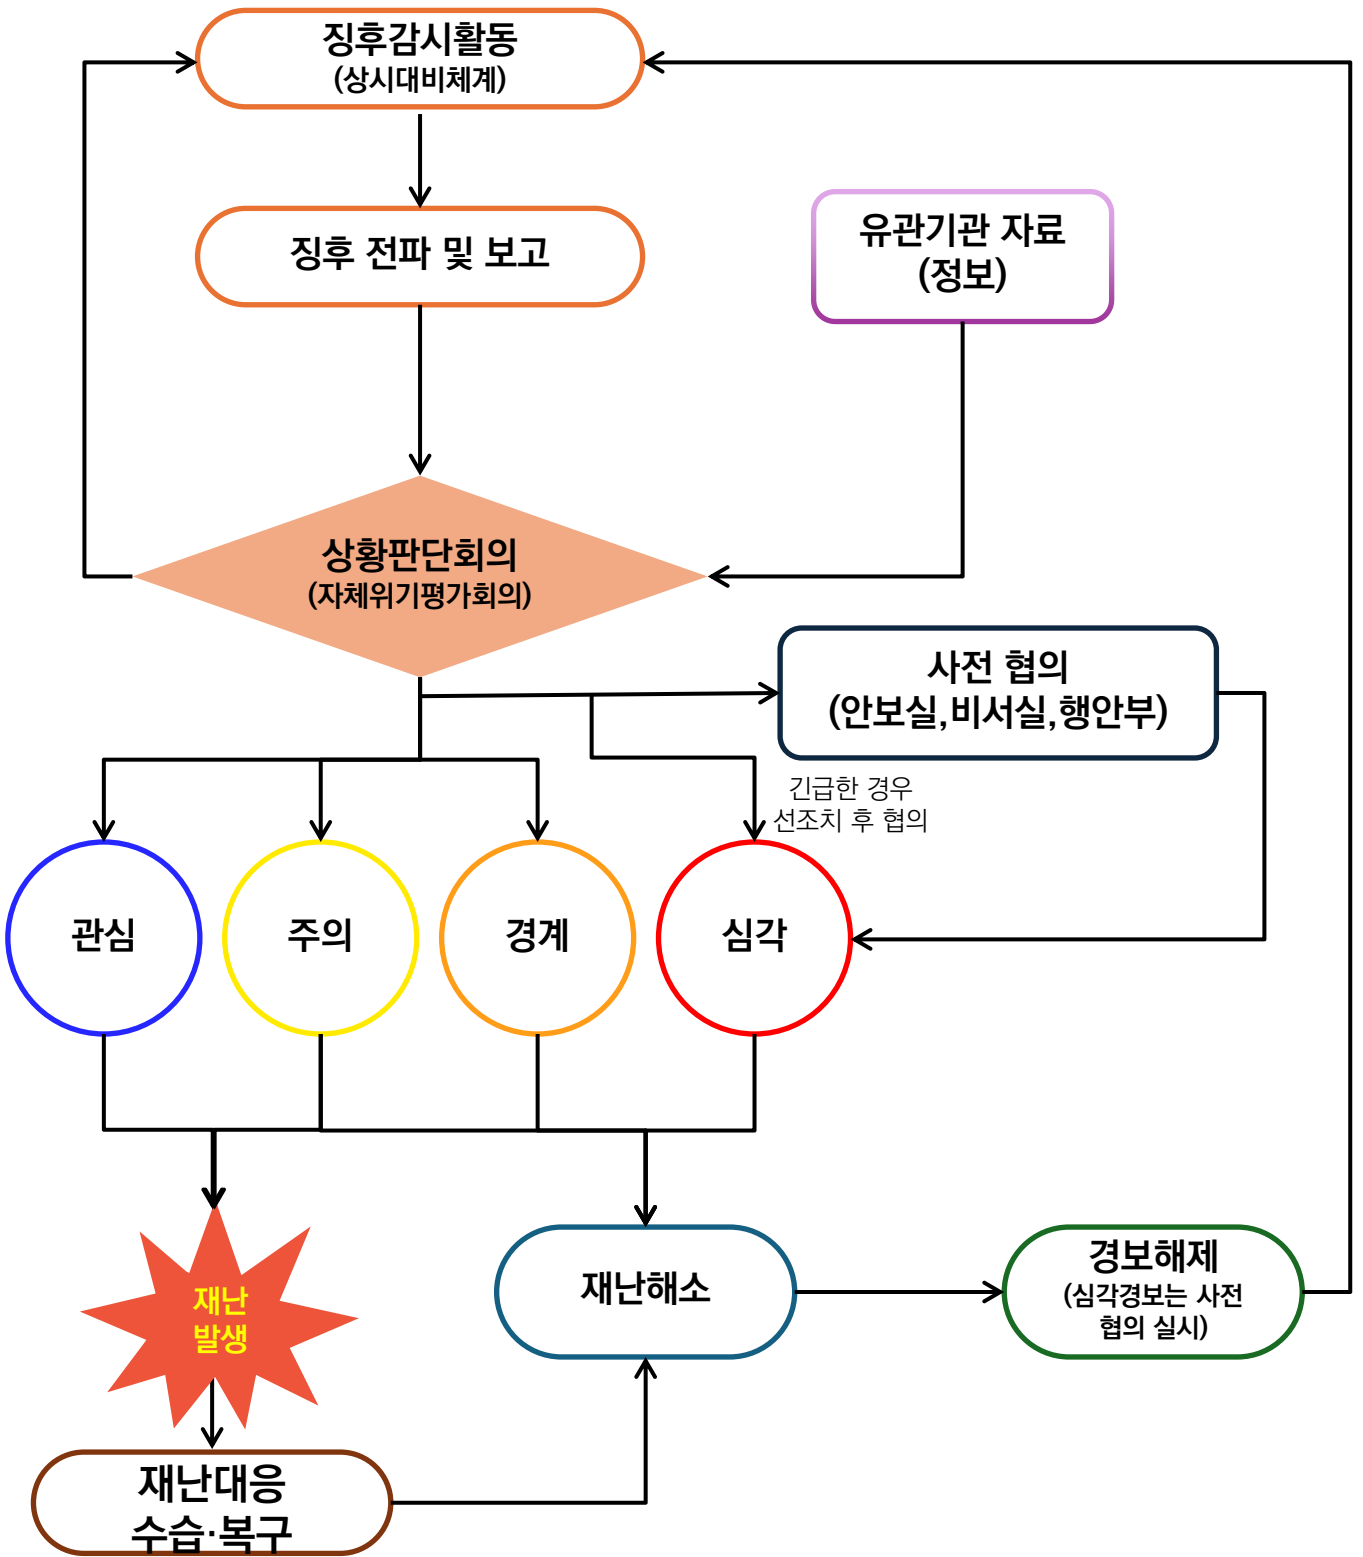 징후감시활동
(상시대비체계)
징후 전파 및 보고
유관기관 자료
(정보)
상황판단회의
(자체위기평가회의)
사전 협의
(안보실,비서실,행안부)
긴급한 경우
선조치 후 협의
관심
주의
경계
심각
재난
발생
재난해소
경보해제
(심각경보는 사전
협의 실시)
재난대응
수습·복구